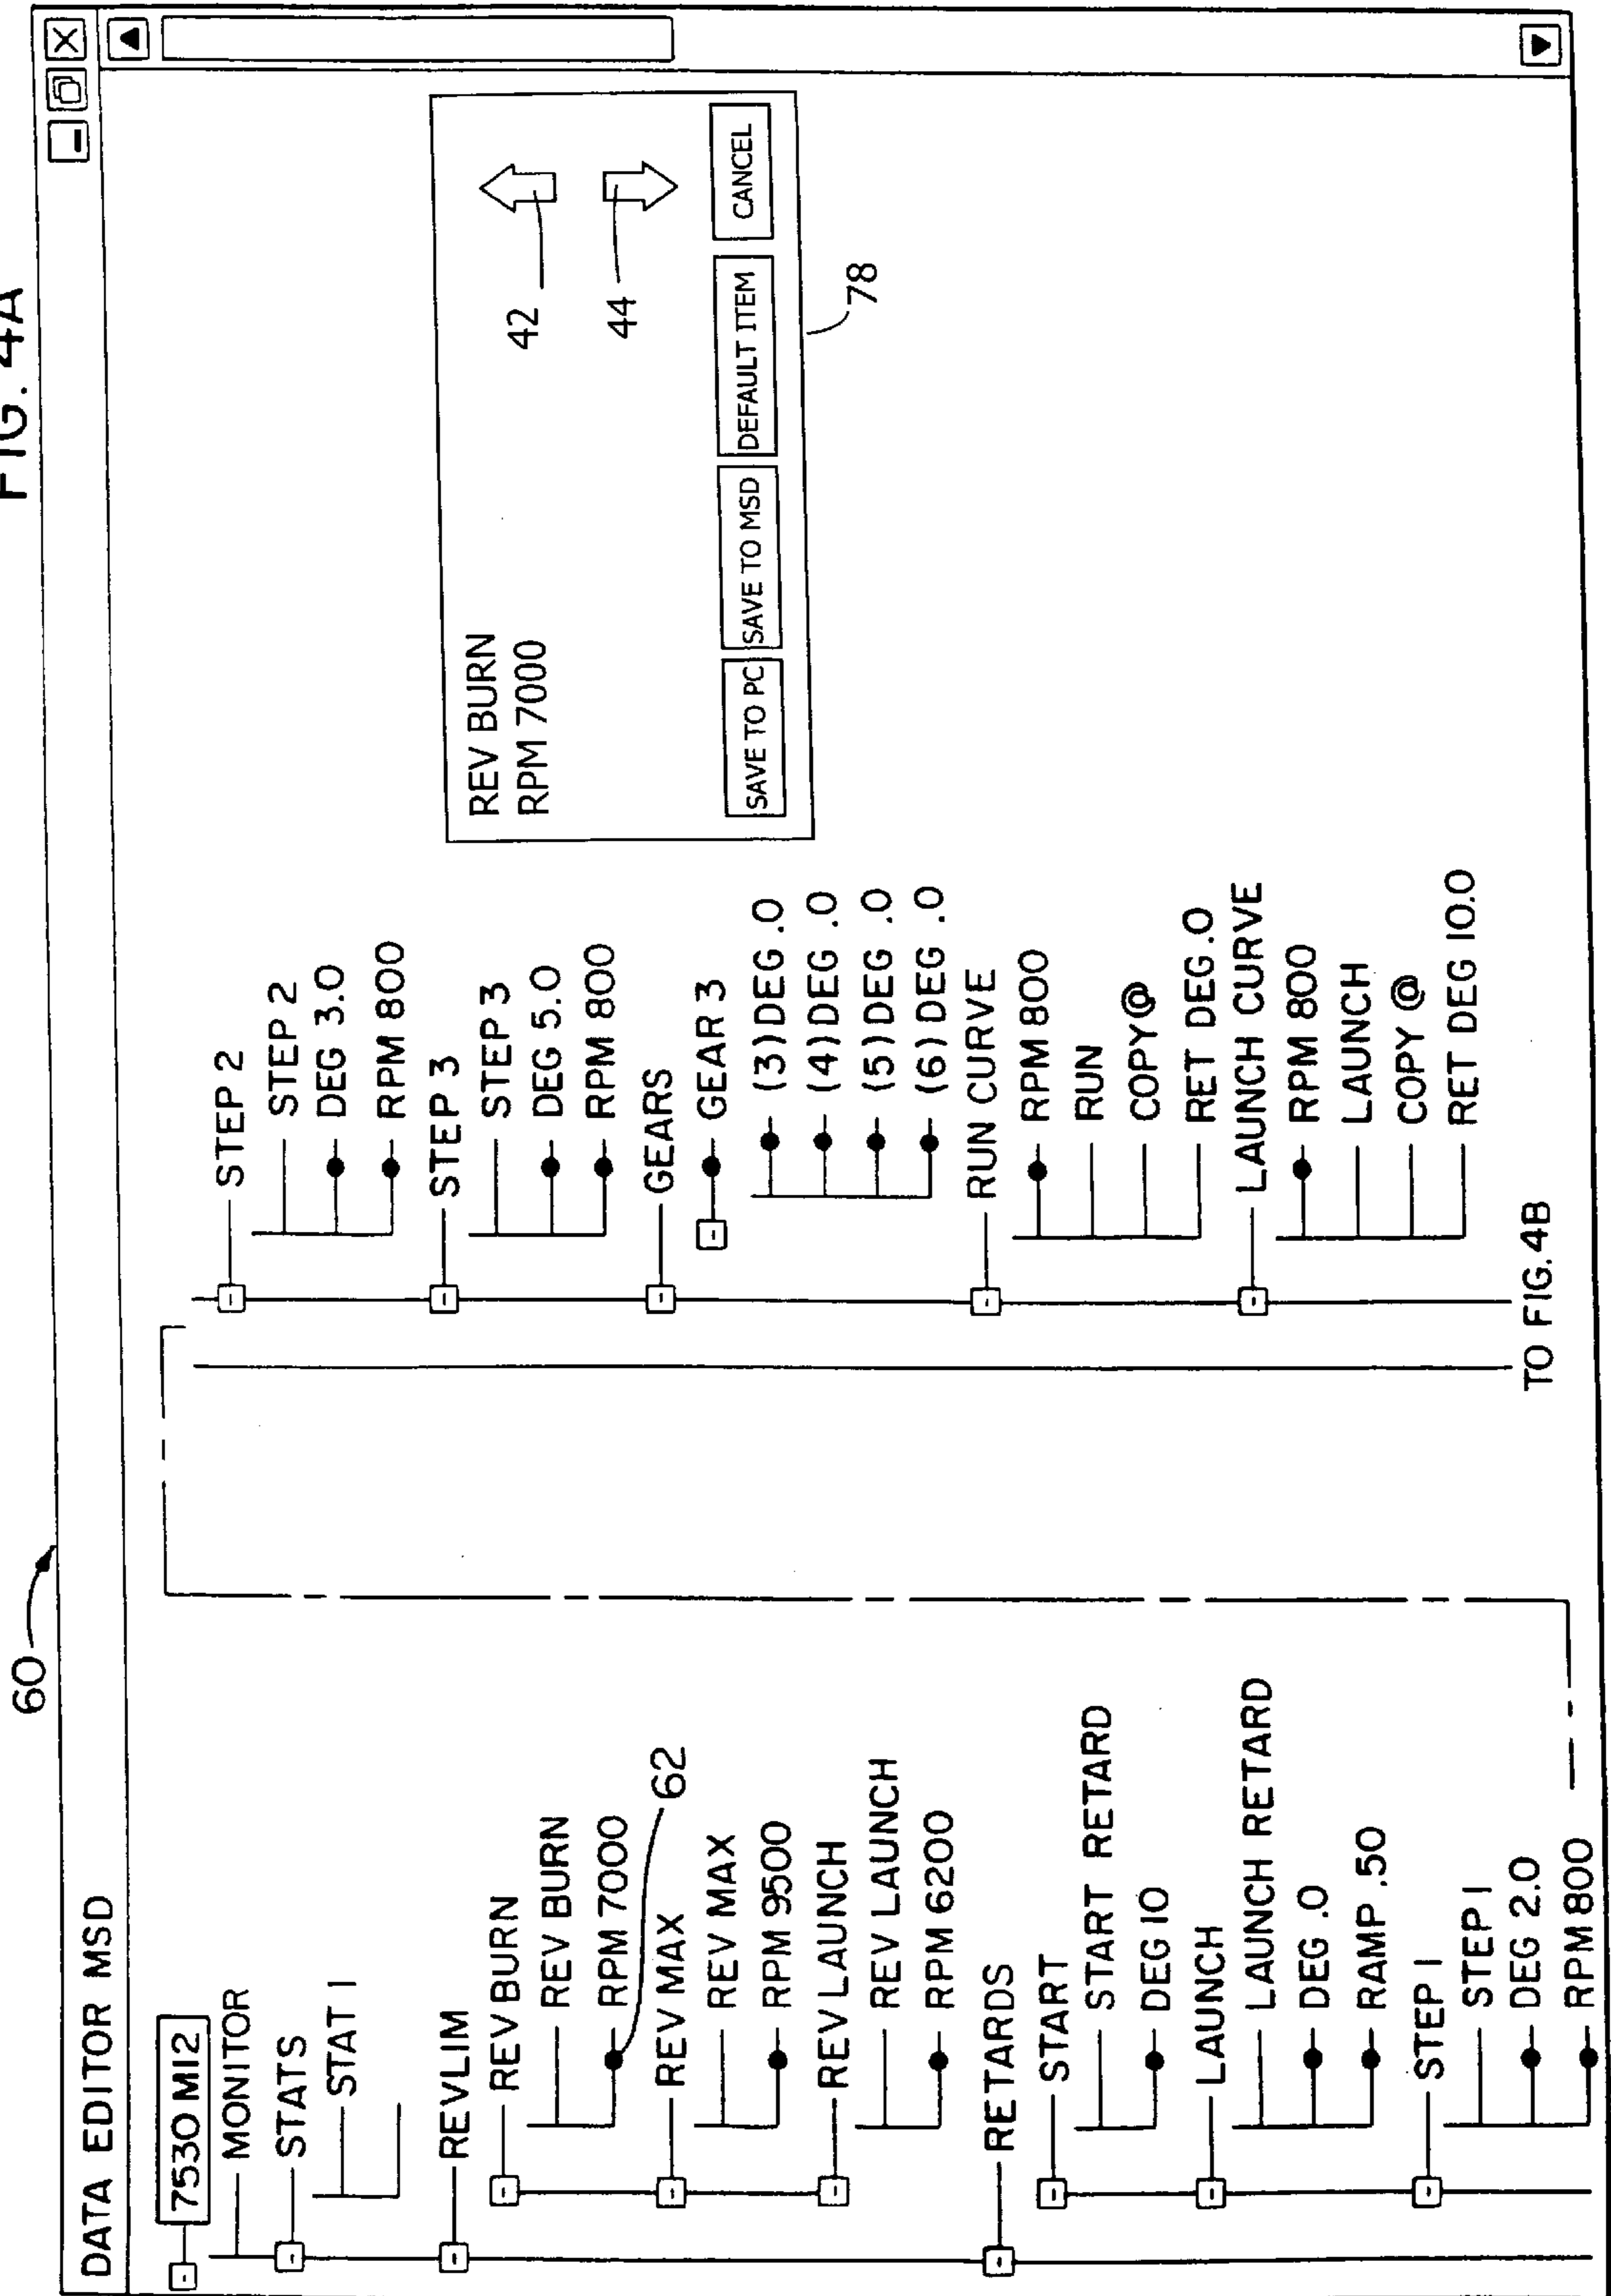 FIG. 4A
60
DATA EDITOR MSD
7530 M12
MONITOR
STATS
STAT 1
REVLIM
REV BURN
REV BURN
RPM 7000
62
REV MAX
REV MAX
RPM 9500
REV LAUNCH
REV LAUNCH
RPM 6200
RETARDS
START
START RETARD
DEG 10
LAUNCH
LAUNCH RETARD
DEG .0
RAMP .50
STEP 1
STEP 1
DEG 2.0
RPM 800
STEP 2
STEP 2
DEG 3.0
RPM 800
STEP 3
STEP 3
DEG 5.0
RPM 800
GEARS
GEAR 3
(3) DEG .0
(4) DEG .0
(5) DEG .0
(6) DEG .0
RUN CURVE
RPM 800
RUN
COPY @
RET DEG .0
LAUNCH CURVE
RPM 800
LAUNCH
COPY @
RET DEG 10.0
TO FIG. 4B
REV BURN
RPM 7000
42
44
SAVE TO PC SAVE TO MSD DEFAULT ITEM CANCEL
78